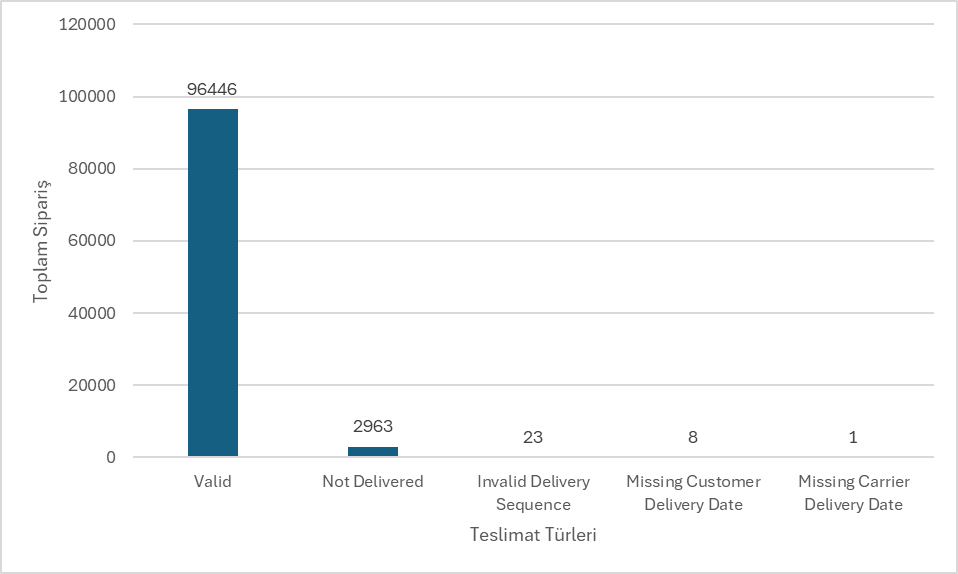 120000
100000
80000
60000
40000
20000
0
Toplam Sipariş
96446
2963
23
8
1
Valid
Not Delivered
Invalid Delivery
Sequence
Missing Customer
Delivery Date
Missing Carrier
Delivery Date
Teslimat Türleri